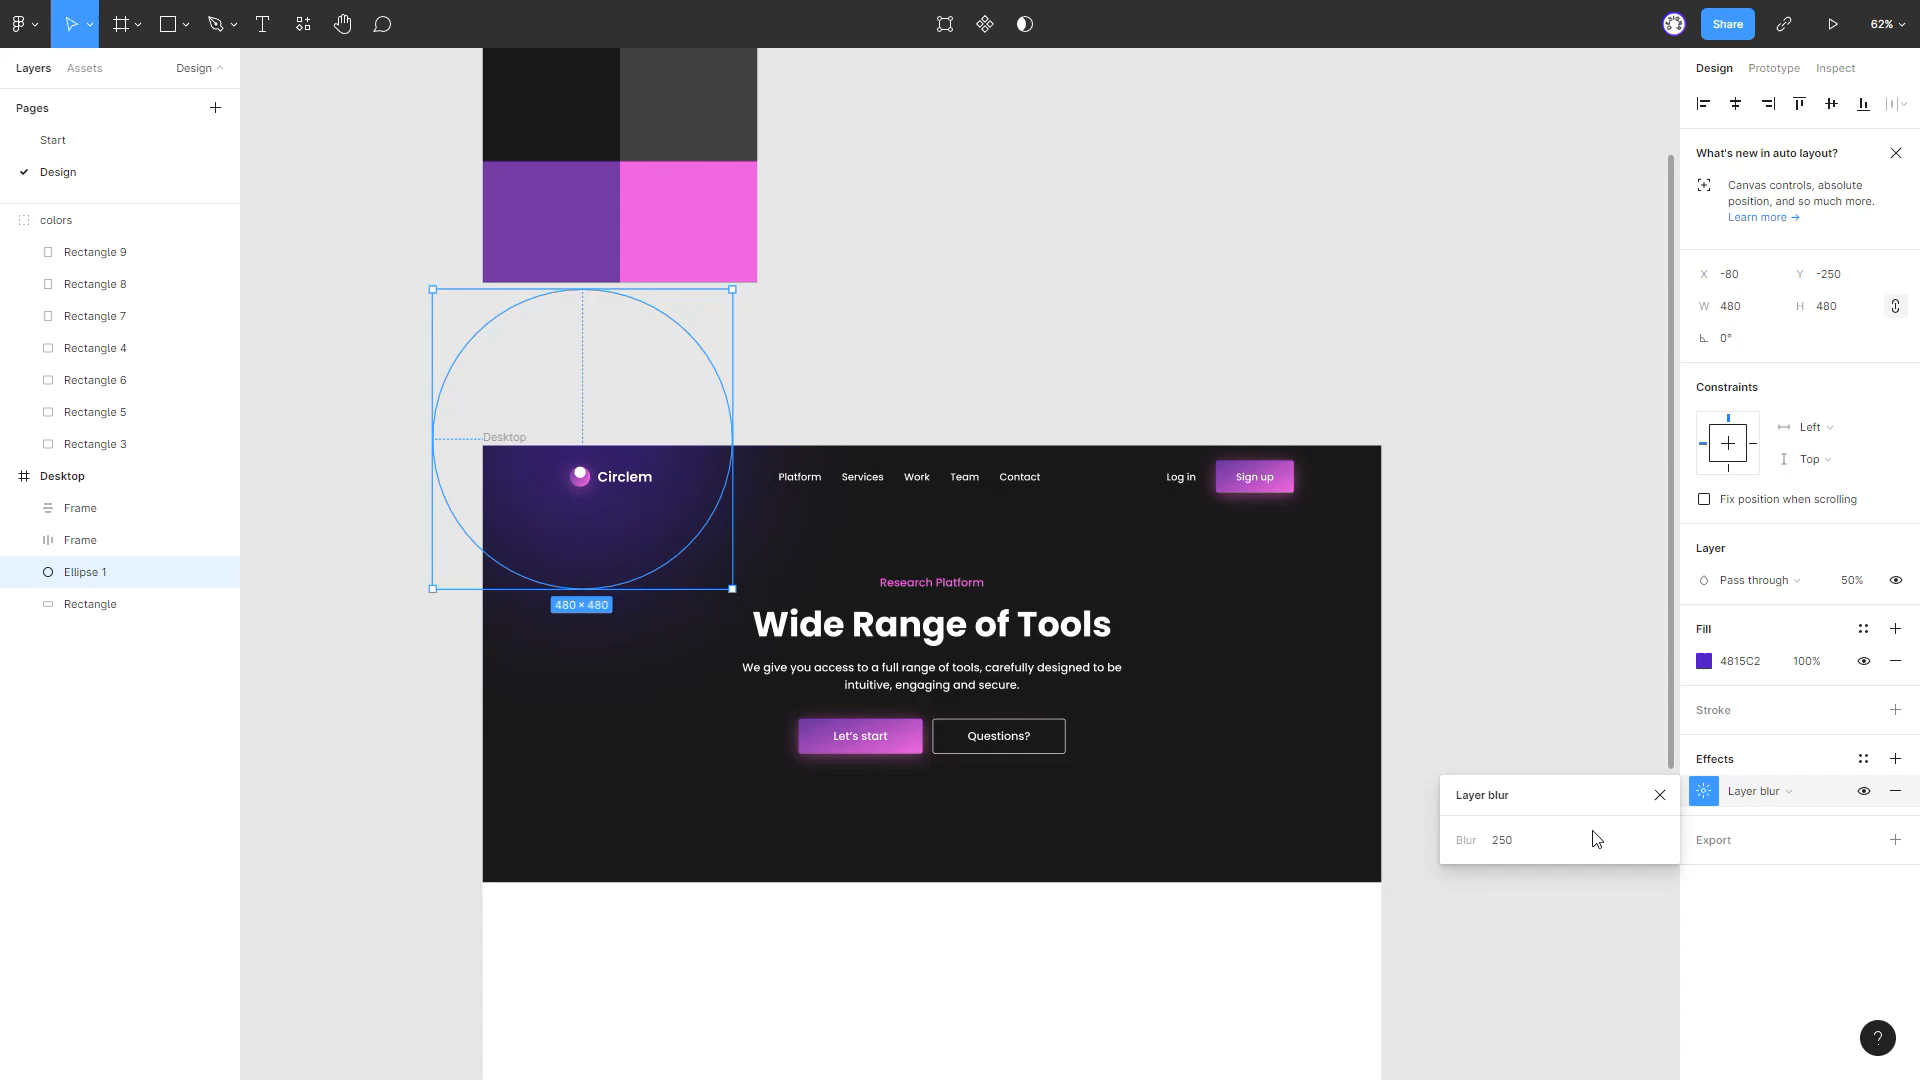 Share
62%
Layers
Assets
Design
Pages
Start
Design
colors
Rectangle 9
Rectangle 8
Rectangle 7
Rectangle 4
Rectangle 6
Rectangle 5
Rectangle 3
Desktop
Frame
Frame
Ellipse 1
Rectangle
Desktop
Circlem
Platform
Services
Work
Team
Contact
Log in
Sign up
Research Platform
Wide Range of Tools
We give you access to a full range of tools, carefully designed to be
intuitive, engaging and secure.
Let's start
Questions?
480 × 480
Layer blur
Blur 250
Design
Prototype
Inspect
What's new in auto layout?
Canvas controls, absolute
position, and so much more.
Learn more →
X -80
Y -250
W 480
H 480
0°
Constraints
Left
Top
Fix position when scrolling
Layer
Pass through
50%
Fill
4815C2
100%
Stroke
Effects
Layer blur
Export
?